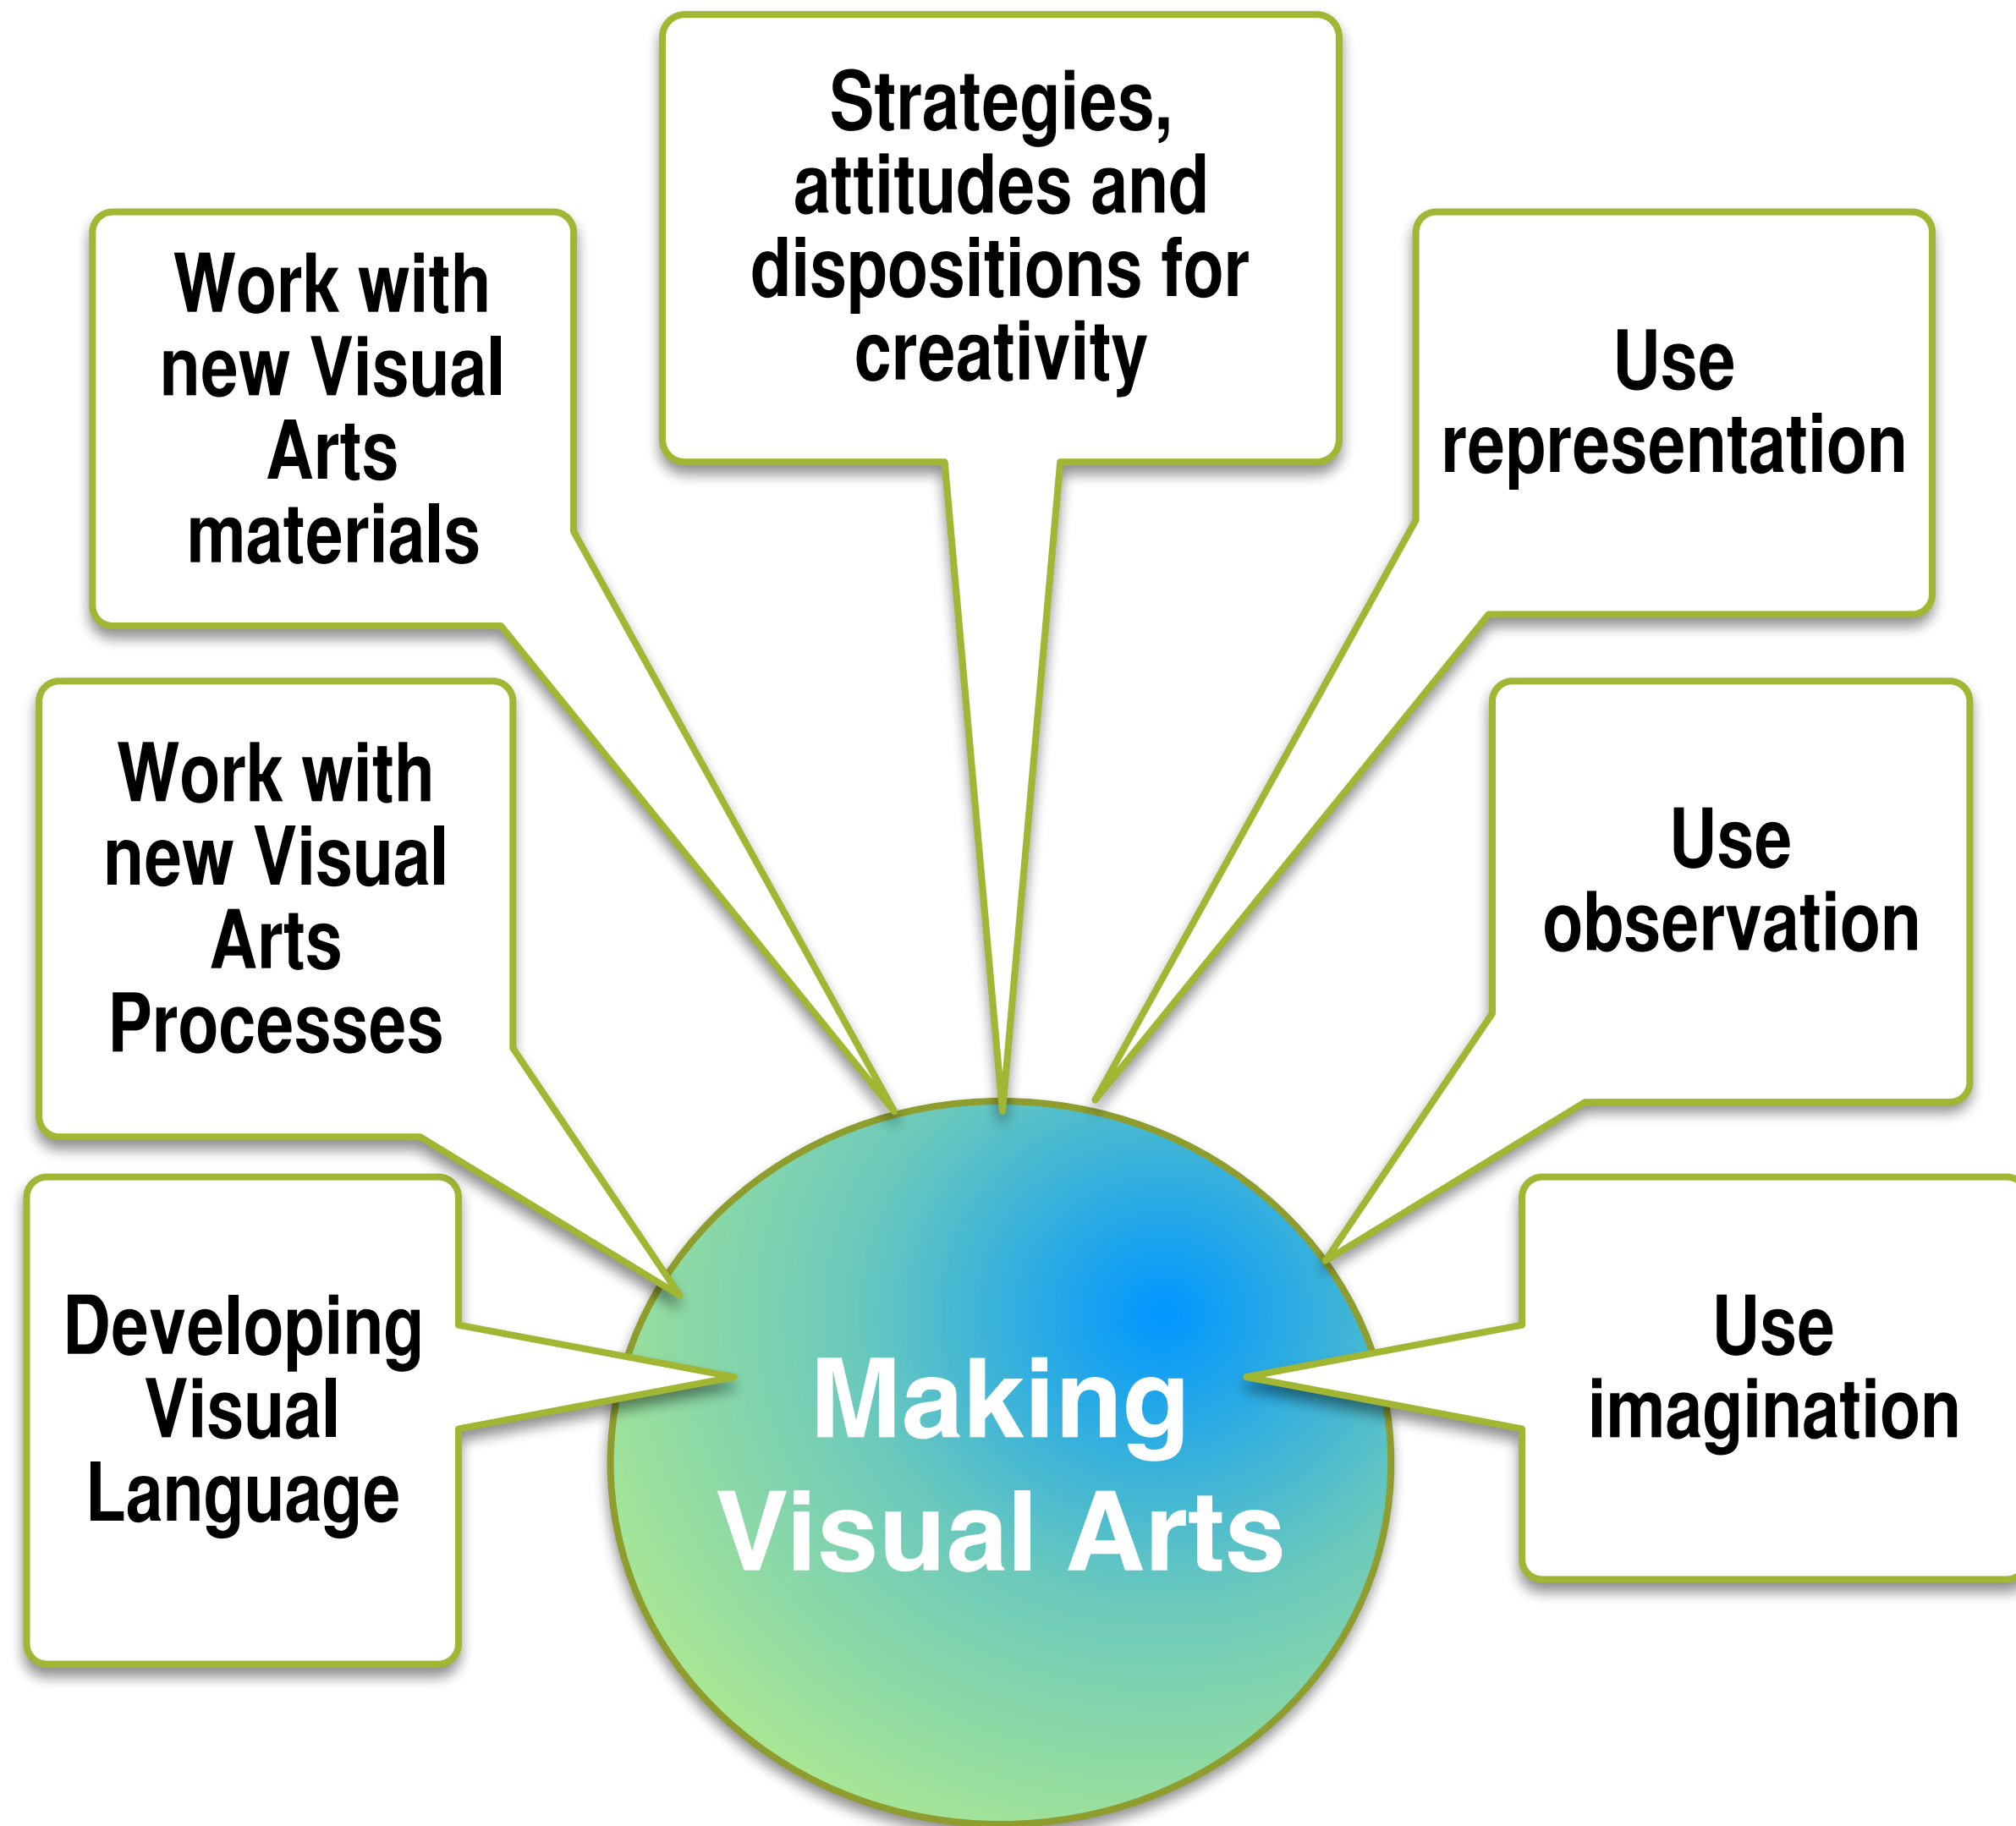 Strategies,
attitudes and
dispositions for
creativity
Work with
new Visual
Arts
materials
Use
representation
Work with
new Visual
Arts
Processes
Use
observation
Developing
Visual
Language
Use
imagination
Making
Visual Arts